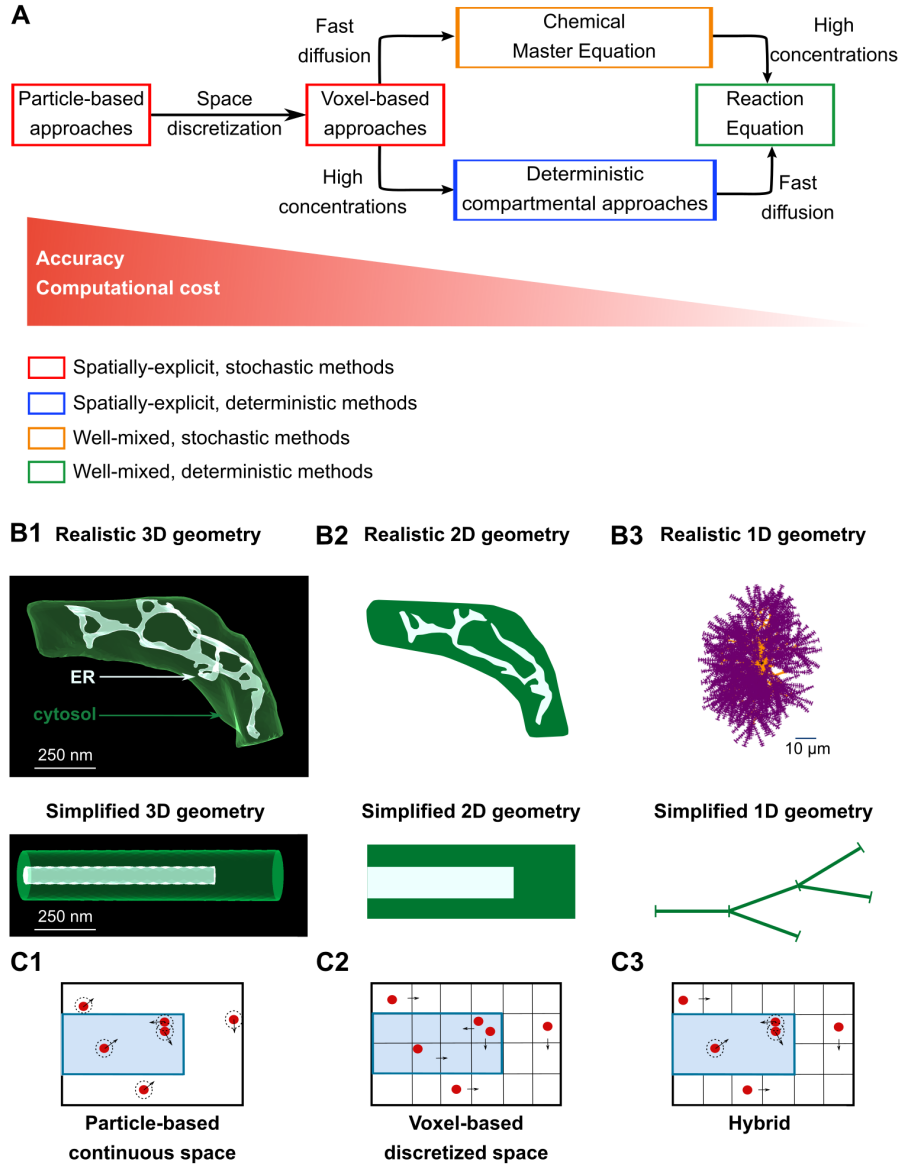 A
Particle-based
approaches
Space
discretization
Voxel-based
approaches
Fast
diffusion
Chemical
Master Equation
High
concentrations
Reaction
Equation
High
concentrations
Deterministic
compartmental approaches
Fast
diffusion
Accuracy
Computational cost
Spatially-explicit, stochastic methods
Spatially-explicit, deterministic methods
Well-mixed, stochastic methods
Well-mixed, deterministic methods
B1 Realistic 3D geometry
ER
cytosol
250 nm
B2 Realistic 2D geometry
B3 Realistic 1D geometry
10 µm
Simplified 3D geometry
250 nm
Simplified 2D geometry
Simplified 1D geometry
C1
Particle-based
continuous space
C2
Voxel-based
discretized space
C3
Hybrid